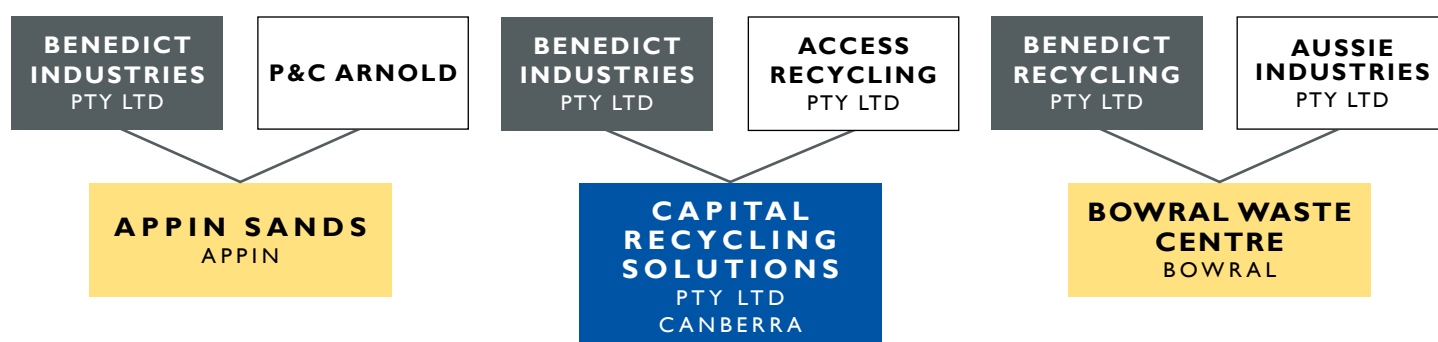 BENEDICT
INDUSTRIES
PTY LTD
P&C ARNOLD
APPIN SANDS
APPIN
BENEDICT
INDUSTRIES
PTY LTD
ACCESS
RECYCLING
PTY LTD
CAPITAL
RECYCLING
SOLUTIONS
PTY LTD
CANBERRA
BENEDICT
RECYCLING
PTY LTD
AUSSIE
INDUSTRIES
PTY LTD
BOWRAL WASTE
CENTRE
BOWRAL